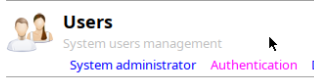 Users
System users management
System administrator Authentication